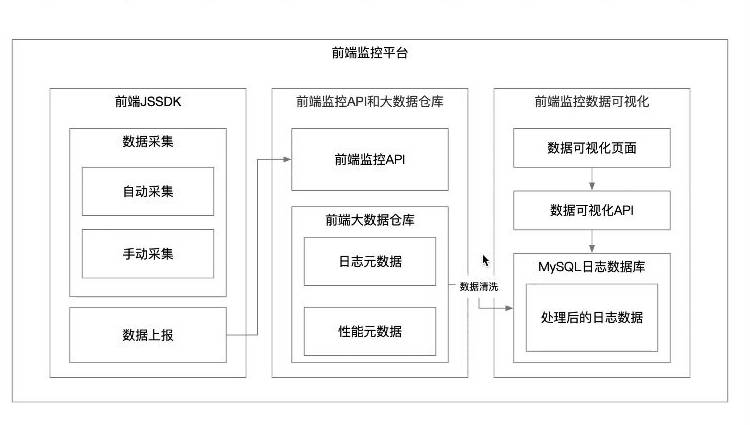 前端监控平台
前端JSSDK
数据采集
自动采集
手动采集
数据上报
前端监控API和大数据仓库
前端监控API
前端大数据仓库
日志元数据
性能元数据
数据清洗
前端监控数据可视化
数据可视化页面
数据可视化API
MySQL日志数据库
处理后的日志数据